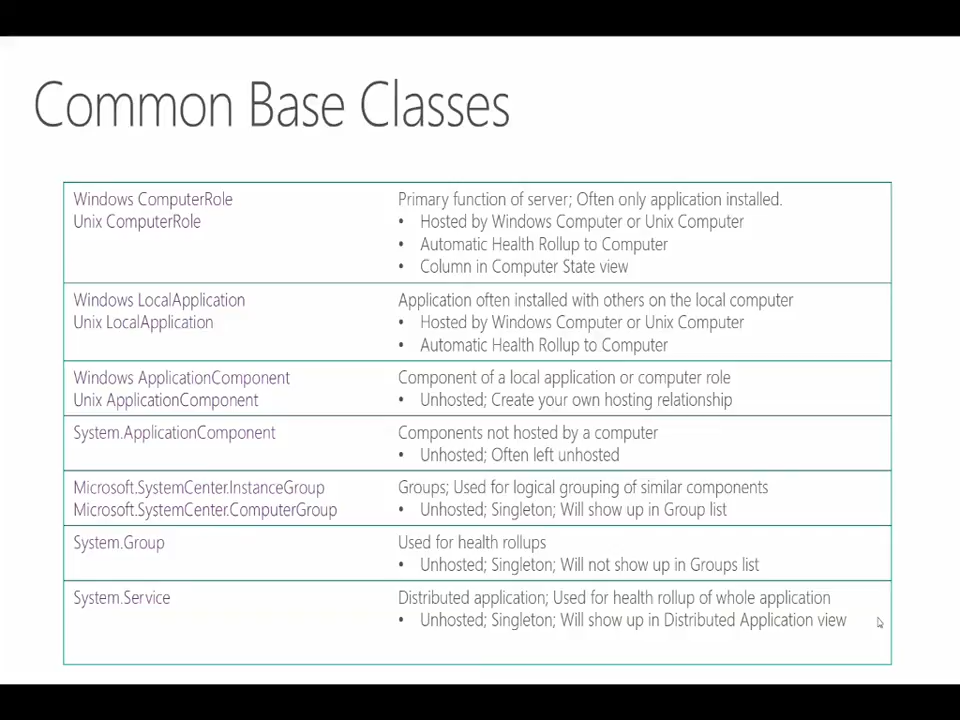 Common Base Classes
Windows ComputerRole
Unix ComputerRole
Primary function of server; Often only application installed.
• Hosted by Windows Computer or Unix Computer
• Automatic Health Rollup to Computer
• Column in Computer State view
Windows LocalApplication
Unix LocalApplication
Application often installed with others on the local computer
• Hosted by Windows Computer or Unix Computer
• Automatic Health Rollup to Computer
Windows ApplicationComponent
Unix ApplicationComponent
Component of a local application or computer role
• Unhosted; Create your own hosting relationship
System.ApplicationComponent
Components not hosted by a computer
• Unhosted; Often left unhosted
Microsoft.SystemCenter.InstanceGroup
Microsoft.SystemCenter.ComputerGroup
Groups; Used for logical grouping of similar components
• Unhosted; Singleton; Will show up in Group list
System.Group
Used for health rollups
• Unhosted; Singleton; Will not show up in Groups list
System.Service
Distributed application; Used for health rollup of whole application
• Unhosted; Singleton; Will show up in Distributed Application view